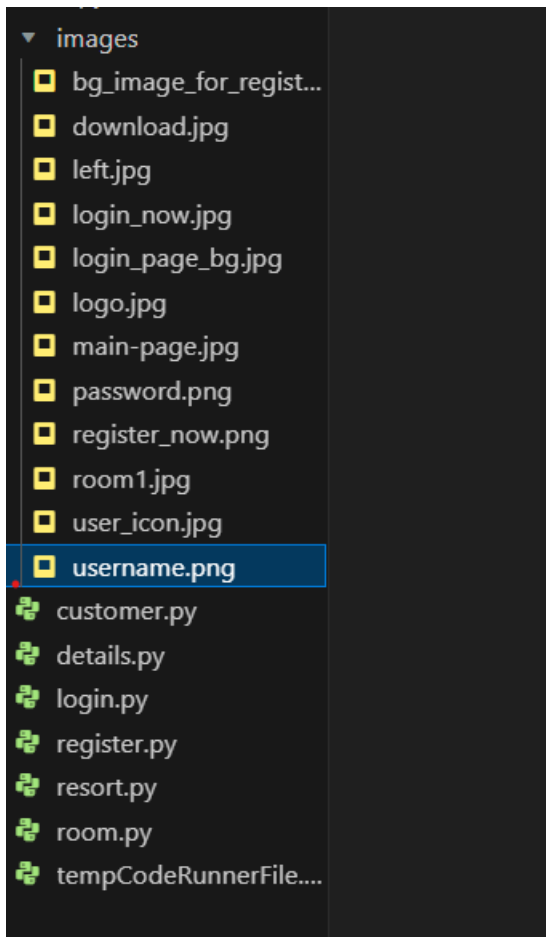 images
bg_image_for_regist...
download.jpg
left.jpg
login_now.jpg
login_page_bg.jpg
logo.jpg
main-page.jpg
password.png
register_now.png
room1.jpg
user_icon.jpg
username.png
customer.py
details.py
login.py
register.py
resort.py
room.py
tempCodeRunnerFile....